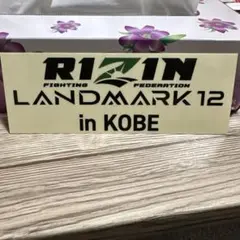 RIZIN
FIGHTING FEDERATION
LANDMARK 12
in KOBE